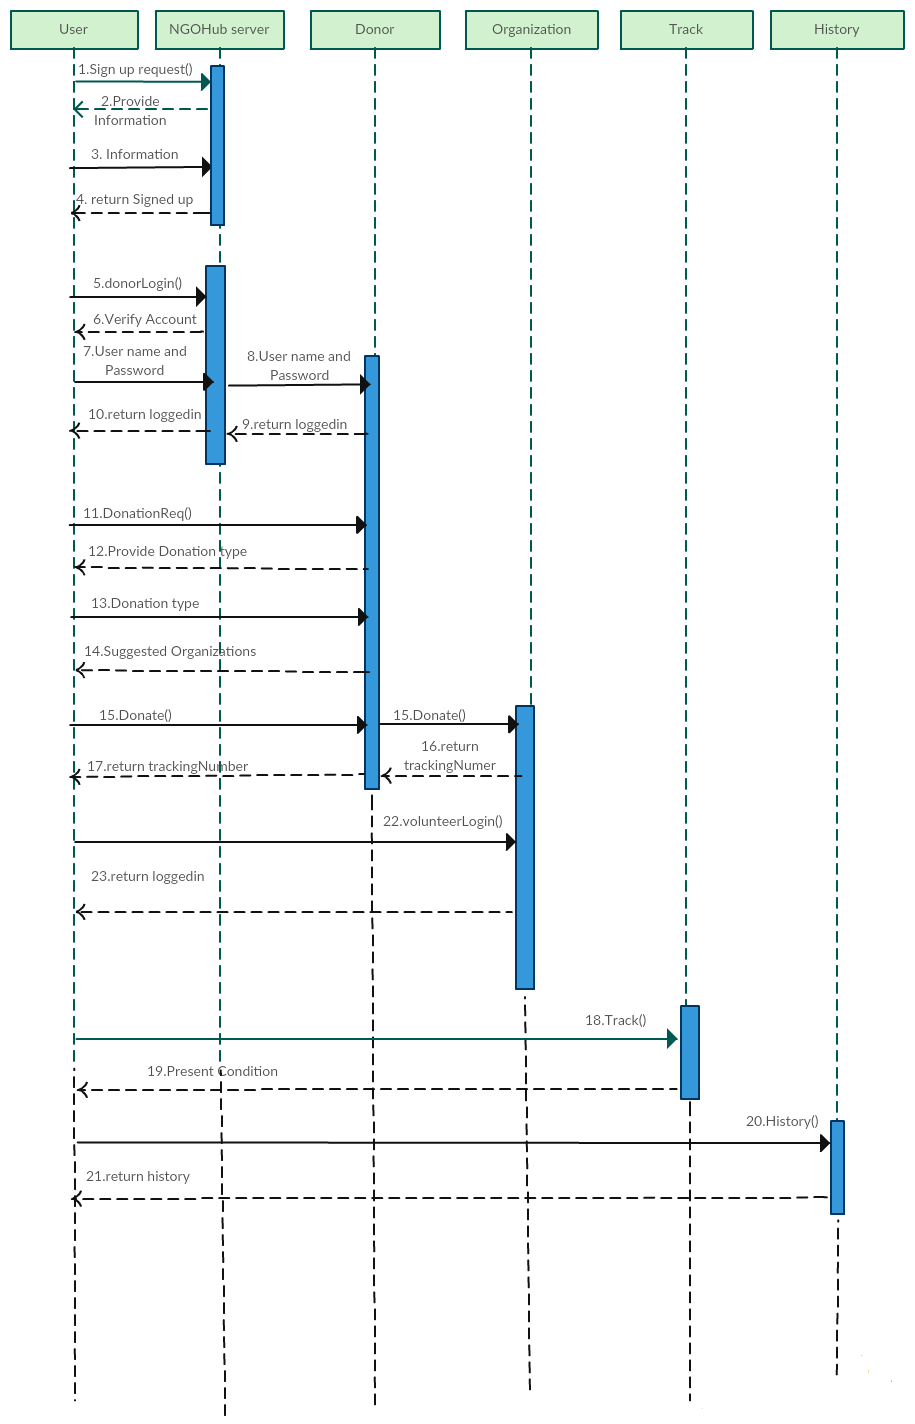 User
NGOHub server
Donor
Organization
Track
History
1.Sign up request()
2.Provide
Information
3. Information
4. return Signed up
5.donorLogin()
6.Verify Account
7.User name and
Password
8.User name and
Password
10.return loggedin
9.return loggedin
11.DonationReq()
12.Provide Donation type
13.Donation type
14.Suggested Organizations
15.Donate()
15.Donate()
16.return
trackingNumer
17.return trackingNumber
22.volunteerLogin()
23.return loggedin
18.Track()
19.Present Condition
20.History()
21.return history